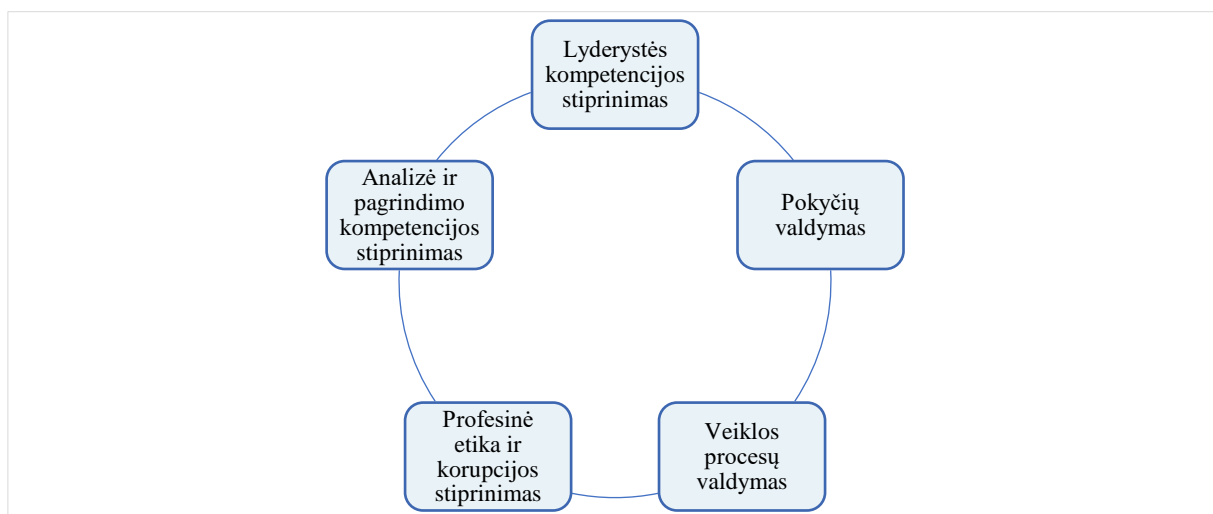 Lyderystės
kompetencijos
stiprinimas
Pokyčių
valdymas
Veiklos
procesų
valdymas
Profesinė
etika ir
korupcijos
stiprinimas
Analizė ir
pagrindimo
kompetencijos
stiprinimas